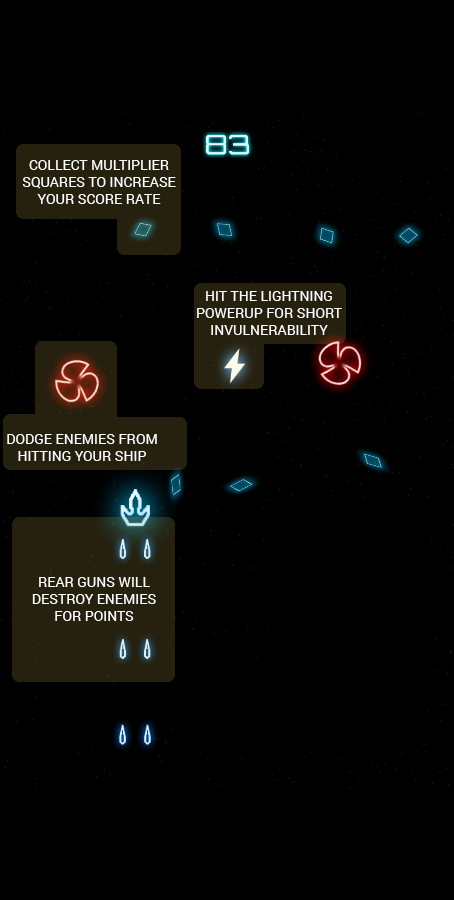 83
COLLECT MULTIPLIER
SQUARES TO INCREASE
YOUR SCORE RATE
HIT THE LIGHTNING
POWERUP FOR SHORT
INVULNERABILITY
DODGE ENEMIES FROM
HITTING YOUR SHIP
REAR GUNS WILL
DESTROY ENEMIES
FOR POINTS